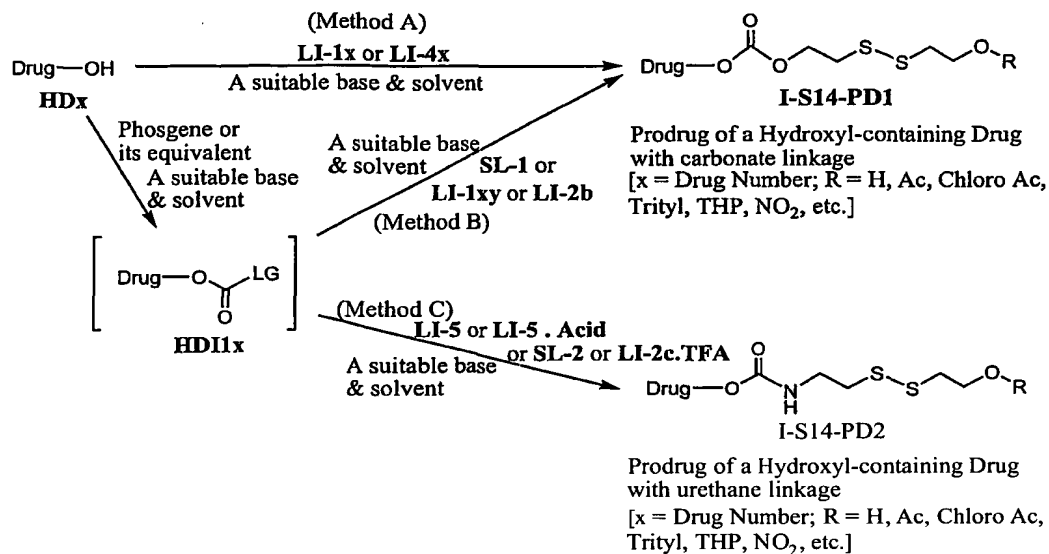 (Method A)
LI-1x or LI-4x
A suitable base & solvent
Drug—OH
HDx
Drug O O O S S O R
I-S14-PD1
Prodrug of a Hydroxyl-containing Drug
with carbonate linkage
[x = Drug Number; R = H, Ac, Chloro Ac,
Trityl, THP, NO₂, etc.]
Phosgene or
its equivalent
A suitable base
& solvent
A suitable base
& solvent
SL-1 or
LI-1xy or LI-2b
(Method B)
Drug O LG O
HDI1x
(Method C)
LI-5 or LI-5 . Acid
or SL-2 or LI-2c.TFA
A suitable base
& solvent
Drug O O N H S S O R
I-S14-PD2
Prodrug of a Hydroxyl-containing Drug
with urethane linkage
[x = Drug Number; R = H, Ac, Chloro Ac,
Trityl, THP, NO₂, etc.]